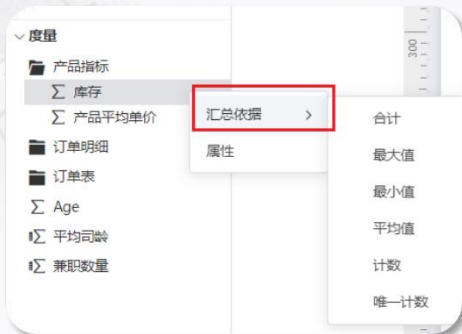 度量
300
产品指标
∑ 库存
汇总依据 >
∑ 产品平均单价
合计
订单明细
属性
最大值
订单表
最小值
∑ Age
平均值
∑ 平均司龄
计数
∑ 兼职数量
唯一计数